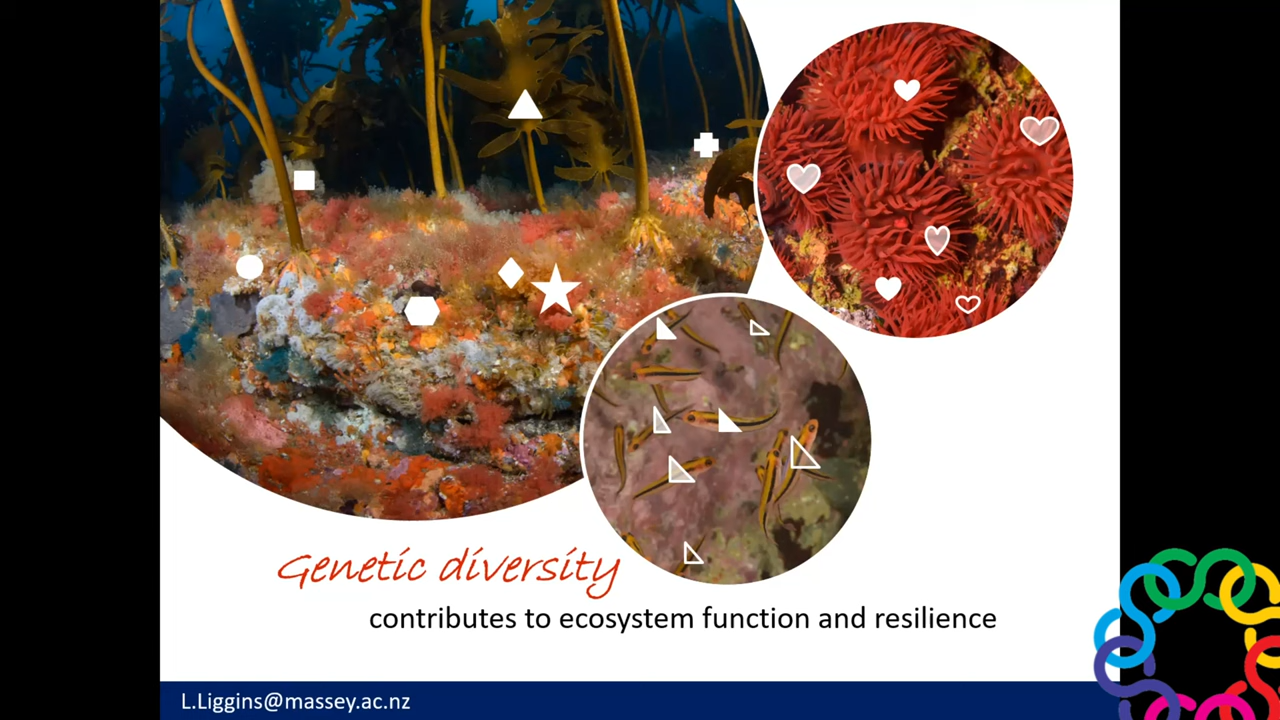 Genetic diversity
contributes to ecosystem function and resilience
L.Liggins@massey.ac.nz